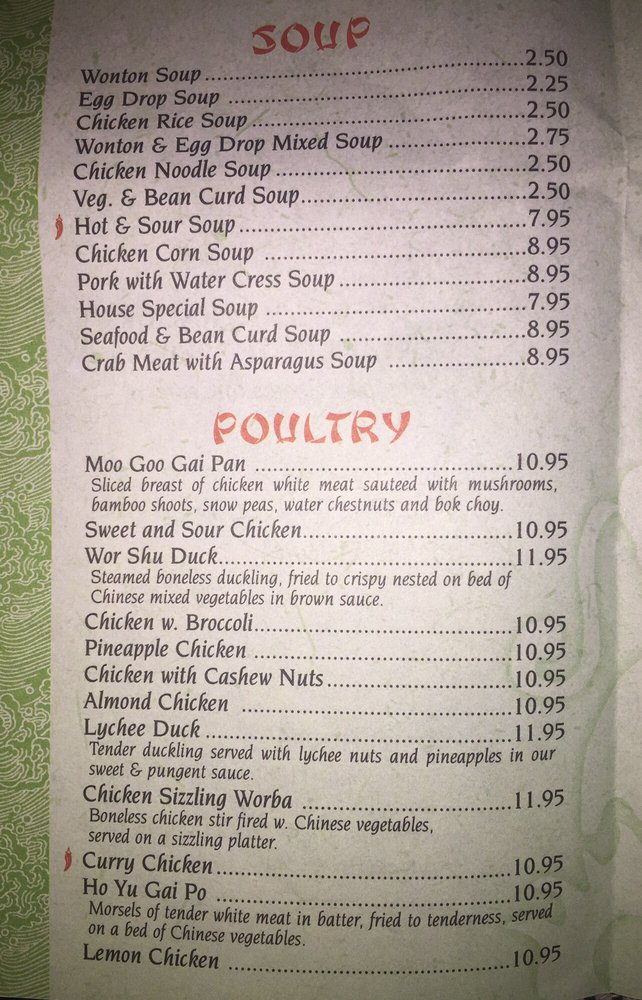 SOUP
Wonton Soup....................2.50
Egg Drop Soup ....................2.25
Chicken Rice Soup....................2.50
Wonton & Egg Drop Mixed Soup ....................2.75
Chicken Noodle Soup....................2.50
Veg. & Bean Curd Soup....................2.50
Hot & Sour Soup....................7.95
Chicken Corn Soup ....................8.95
Pork with Water Cress Soup....................8.95
House Special Soup ....................7.95
Seafood & Bean Curd Soup ....................8.95
Crab Meat with Asparagus Soup ....................8.95
POULTRY
Moo Goo Gai Pan ....................10.95
Sliced breast of chicken white meat sauteed with mushrooms,
bamboo shoots, snow peas, water chestnuts and bok choy.
Sweet and Sour Chicken....................10.95
Wor Shu Duck....................11.95
Steamed boneless duckling, fried to crispy nested on bed of
Chinese mixed vegetables in brown sauce.
Chicken w. Broccoli....................10.95
Pineapple Chicken ....................10.95
Chicken with Cashew Nuts....................10.95
Almond Chicken ....................10.95
Lychee Duck ....................11.95
Tender duckling served with lychee nuts and pineapples in our
sweet & pungent sauce.
Chicken Sizzling Worba ....................11.95
Boneless chicken stir fired w. Chinese vegetables,
served on a sizzling platter.
Curry Chicken....................10.95
Ho Yu Gai Po ....................10.95
Morsels of tender white meat in batter, fried to tenderness, served
on a bed of Chinese vegetables.
Lemon Chicken ....................10.95